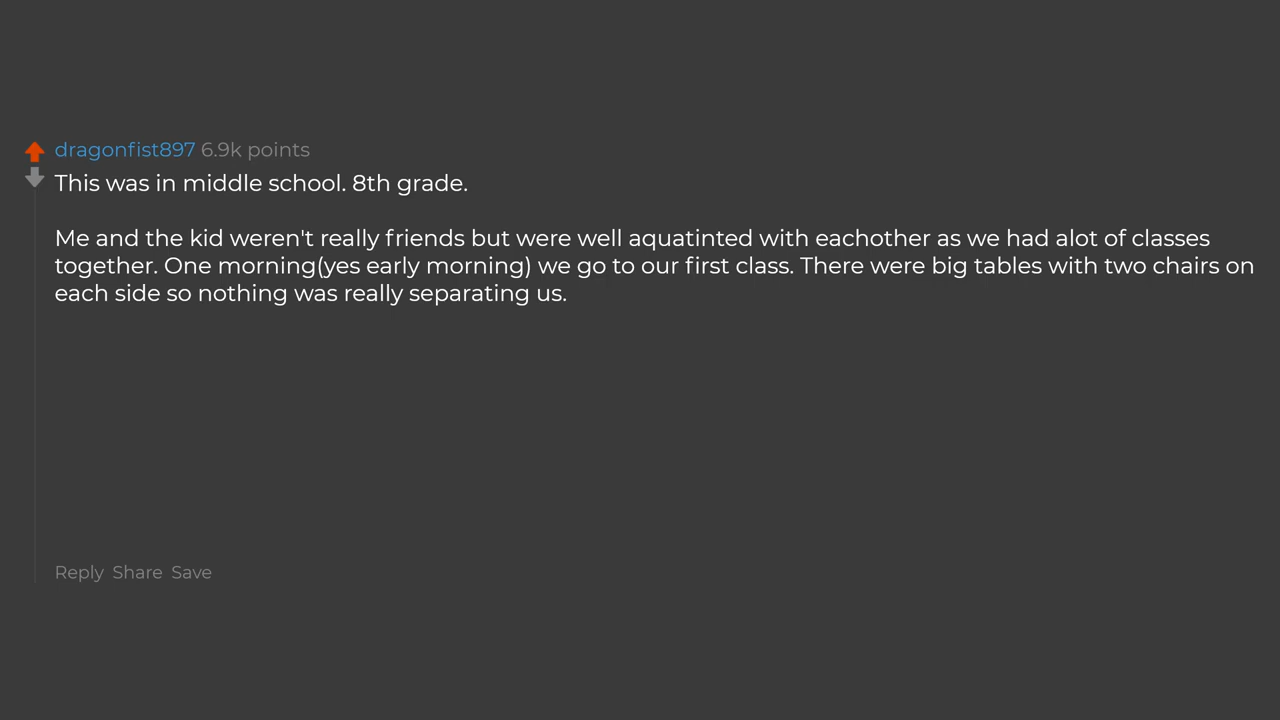 dragonfist897 6.9k points
This was in middle school. 8th grade.
Me and the kid weren't really friends but were well aquatinted with eachother as we had alot of classes
together. One morning(yes early morning) we go to our first class. There were big tables with two chairs on
each side so nothing was really separating us.
Reply Share Save